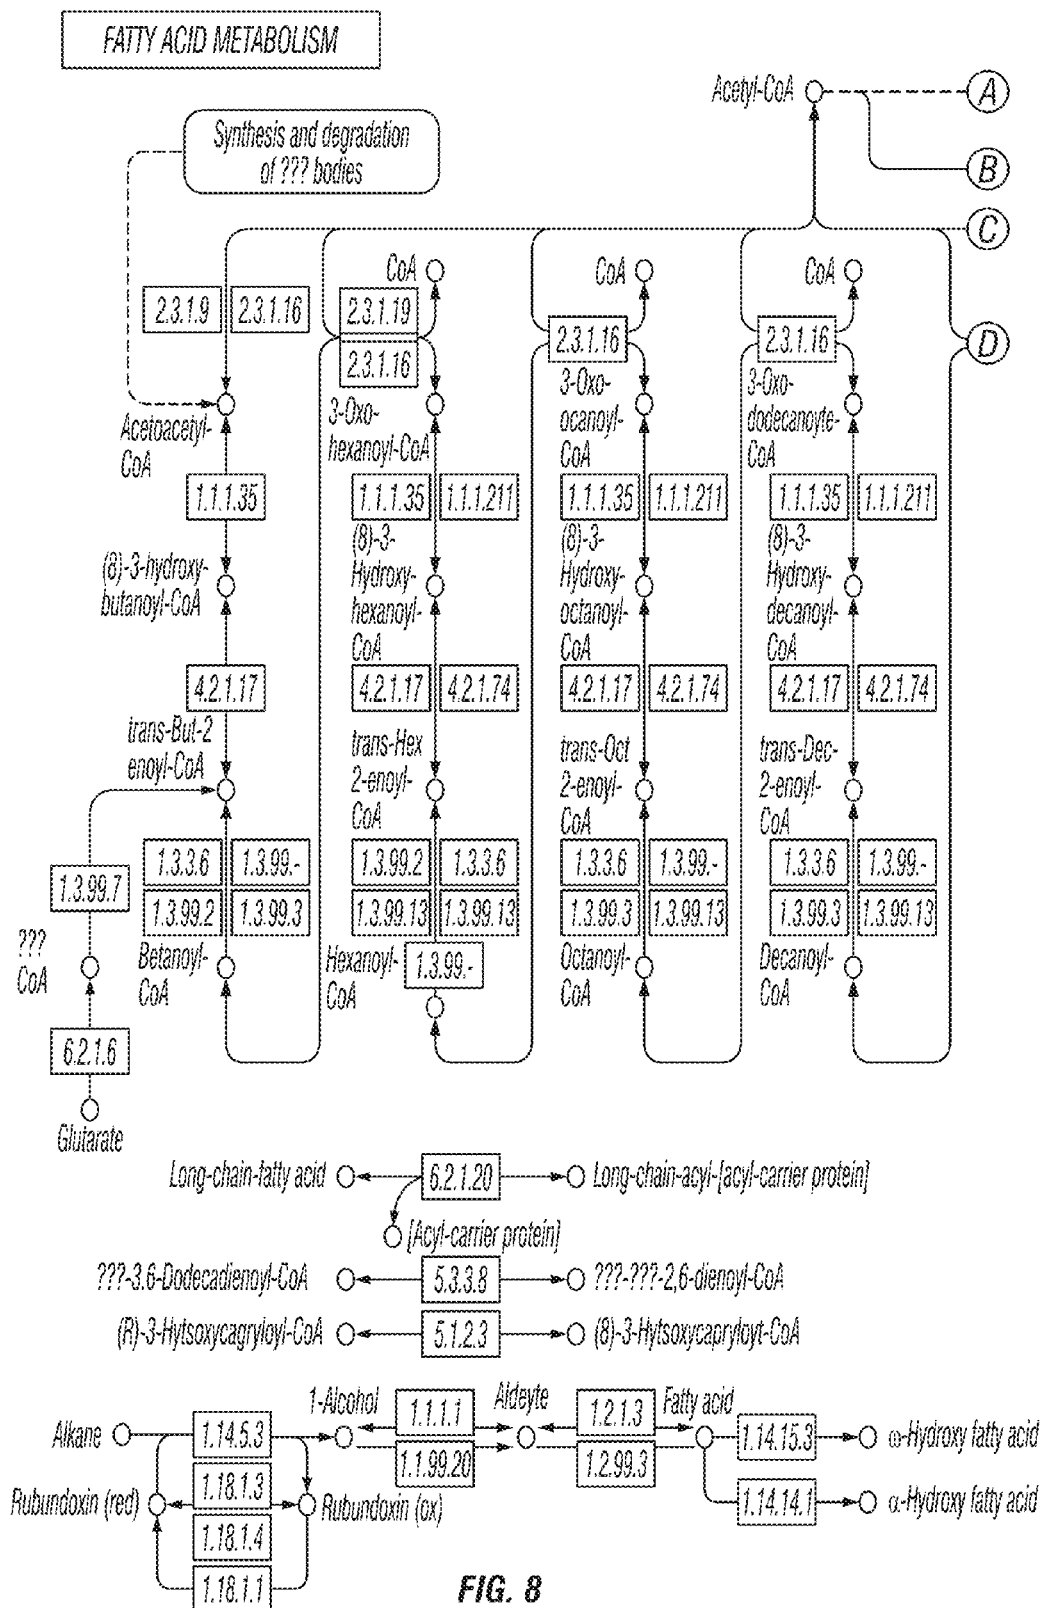 FATTY ACID METABOLISM
Acetyl-CoA
A
B
C
D
Synthesis and degradation
of ??? bodies
2.3.1.9
2.3.1.16
CoA
2.3.1.19
2.3.1.16
CoA
2.3.1.16
CoA
2.3.1.16
Acetoacetyl-
CoA
3-Oxo-
hexanoyl-CoA
3-Oxo-
ocanoyl-
CoA
3-Oxo-
dodecanoyte-
CoA
1.1.1.35
1.1.1.35
1.1.1.211
1.1.1.35
1.1.1.211
1.1.1.35
1.1.1.211
(8)-3-hydroxy-
butanoyl-CoA
(8)-3-
Hydroxy-
hexanoyl-
CoA
(8)-3-
Hydroxy-
octanoyl-
CoA
(8)-3-
Hydroxy-
decanoyl-
CoA
4.2.1.17
4.2.1.17
4.2.1.74
4.2.1.17
4.2.1.74
4.2.1.17
4.2.1.74
trans-But-2
enoyl-CoA
trans-Hex
2-enoyl-
CoA
trans-Oct
2-enoyl-
CoA
trans-Dec-
2-enoyl-
CoA
1.3.99.7
1.3.3.6
1.3.99.-
1.3.99.2
1.3.99.3
1.3.99.2
1.3.3.6
1.3.99.13
1.3.99.13
1.3.3.6
1.3.99.-
1.3.99.3
1.3.99.13
1.3.3.6
1.3.99.-
1.3.99.3
1.3.99.13
???
CoA
Betanoyl-
CoA
Hexanoyl-
CoA
1.3.99.-
Octanoyl-
CoA
Decanoyl-
CoA
6.2.1.6
Glutarate
Long-chain-fatty acid
6.2.1.20
Long-chain-acyl-[acyl-carrier protein]
[Acyl-carrier protein]
???-3.6-Dodecadienoyl-CoA
5.3.3.8
???-???-2,6-dienoyl-CoA
(R)-3-Hytsoxycagryloyl-CoA
5.1.2.3
(8)-3-Hytsoxycapryloyt-CoA
Alkane
1.14.5.3
1-Alcohol
1.1.1.1
1.1.99.20
Aldeyte
1.2.1.3
1.2.99.3
Fatty acid
1.14.15.3
ω-Hydroxy fatty acid
Rubundoxin (red)
1.18.1.3
Rubundoxin (ox)
1.14.14.1
α-Hydroxy fatty acid
1.18.1.4
1.18.1.1
FIG. 8